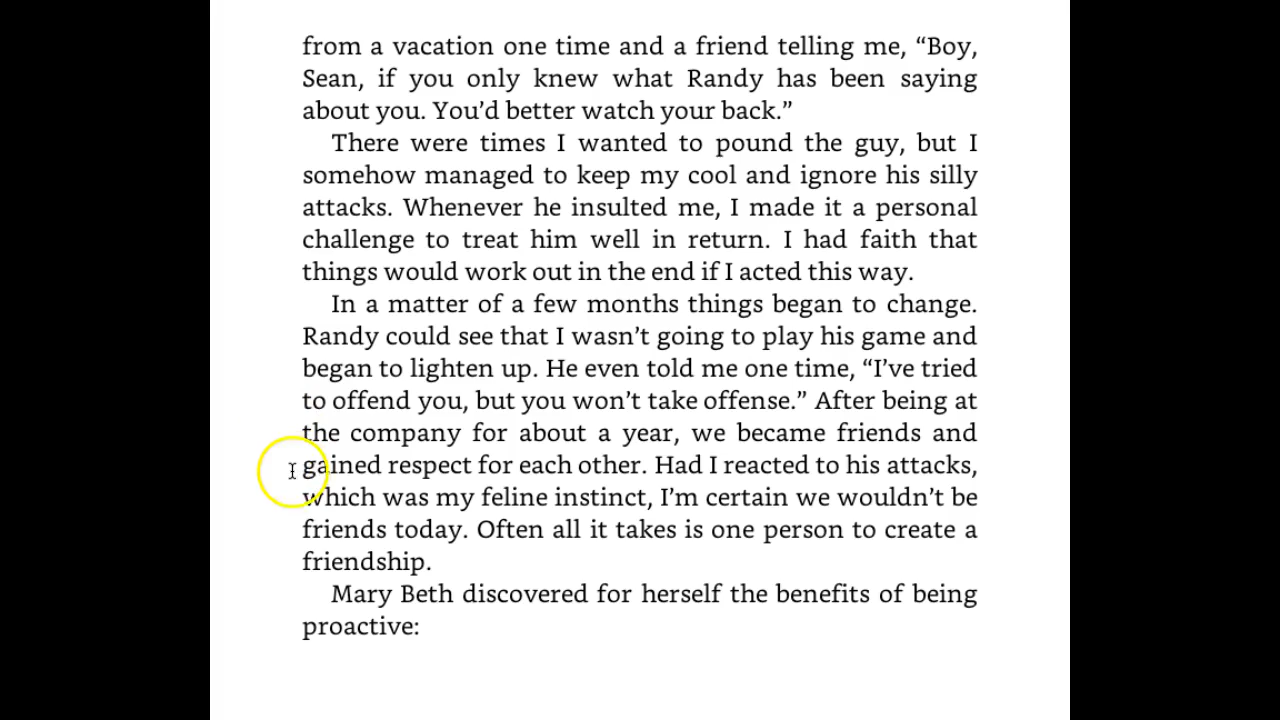 from a vacation one time and a friend telling me, “Boy,
Sean, if you only knew what Randy has been saying
about you. You’d better watch your back.”
There were times I wanted to pound the guy, but I
somehow managed to keep my cool and ignore his silly
attacks. Whenever he insulted me, I made it a personal
challenge to treat him well in return. I had faith that
things would work out in the end if I acted this way.
In a matter of a few months things began to change.
Randy could see that I wasn’t going to play his game and
began to lighten up. He even told me one time, “I’ve tried
to offend you, but you won’t take offense.” After being at
the company for about a year, we became friends and
gained respect for each other. Had I reacted to his attacks,
which was my feline instinct, I’m certain we wouldn’t be
friends today. Often all it takes is one person to create a
friendship.
Mary Beth discovered for herself the benefits of being
proactive: